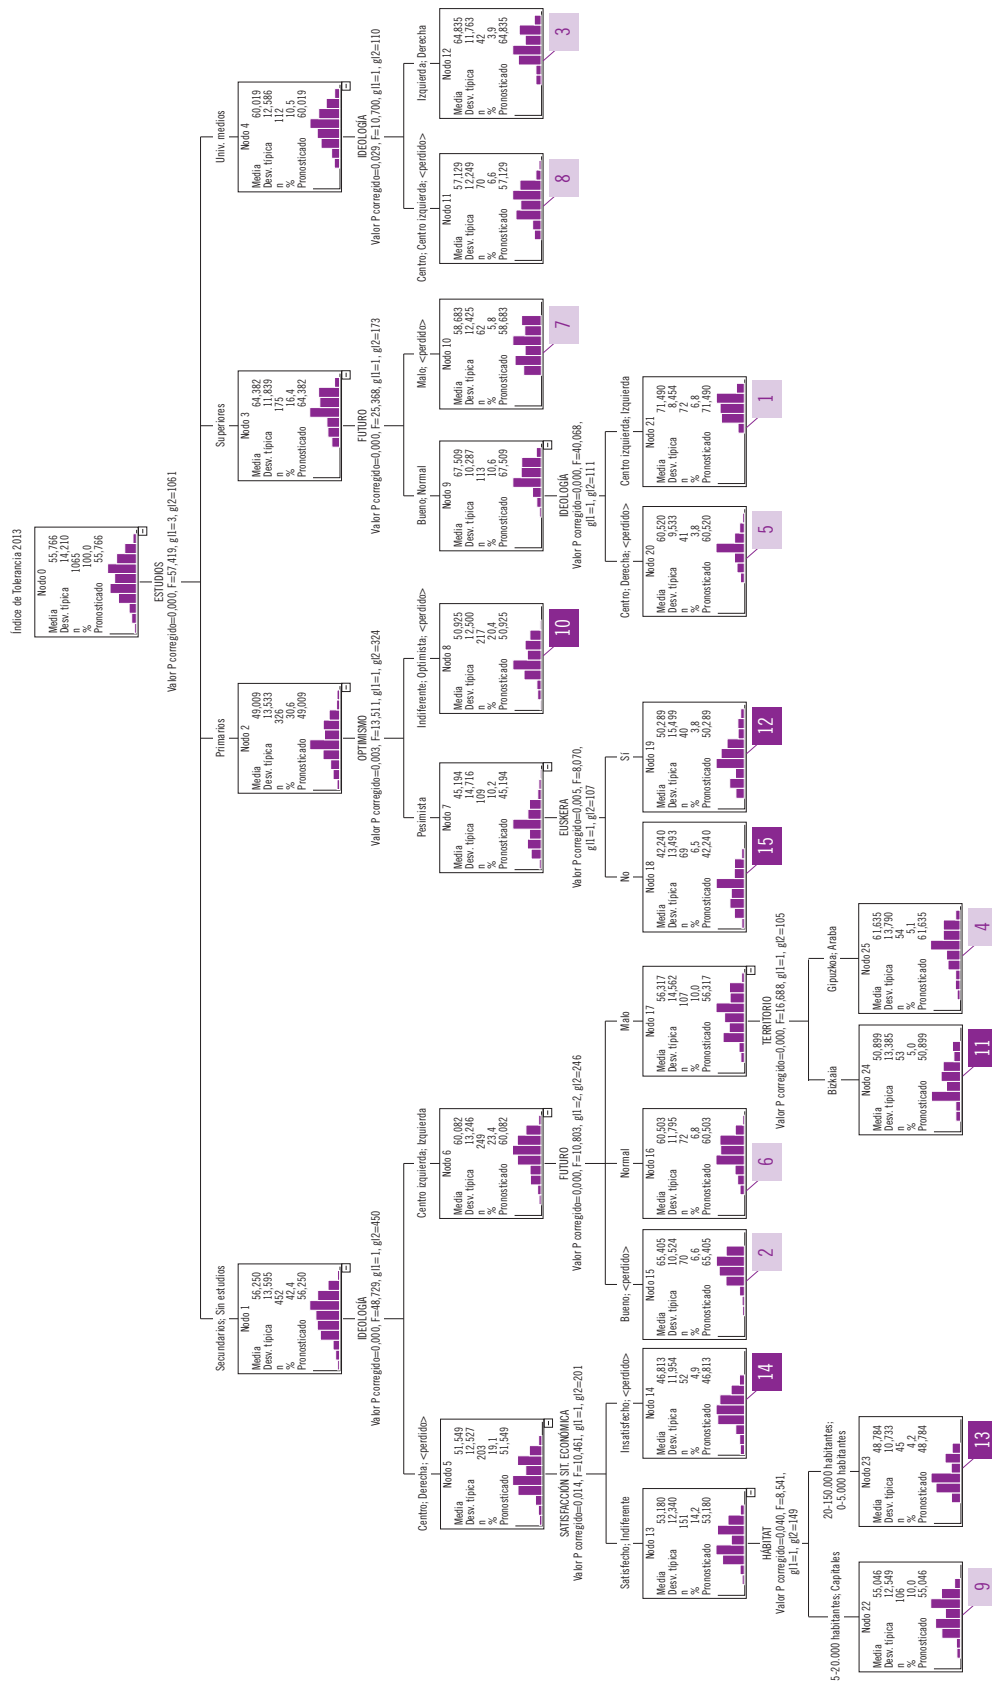 Índice de Tolerancia 2013
Nodo 0
Media 55,766
Desv. típica 14,210
n 1065
% 100,0
Pronosticado 55,766
ESTUDIOS
Valor P corregido=0,000, F=57,419, gl1=3, gl2=1061
Secundarios; Sin estudios
Nodo 1
Media 56,250
Desv. típica 13,595
n 452
% 42,4
Pronosticado 56,250
IDEOLOGÍA
Valor P corregido=0,000, F=48,729, gl1=1, gl2=450
Primarios
Nodo 2
Media 49,009
Desv. típica 13,533
n 326
% 30,6
Pronosticado 49,009
OPTIMISMO
Valor P corregido=0,003, F=13,511, gl1=1, gl2=324
Superiores
Nodo 3
Media 64,382
Desv. típica 11,839
n 175
% 16,4
Pronosticado 64,382
FUTURO
Valor P corregido=0,000, F=25,368, gl1=1, gl2=173
Univ. medios
Nodo 4
Media 60,019
Desv. típica 12,586
n 112
% 10,5
Pronosticado 60,019
IDEOLOGÍA
Valor P corregido=0,029, F=10,700, gl1=1, gl2=110
Centro; Derecha; <perdido>
Nodo 5
Media 51,549
Desv. típica 12,527
n 203
% 19,1
Pronosticado 51,549
SATISFACCIÓN SIT. ECONÓMICA
Valor P corregido=0,014, F=10,461, gl1=1, gl2=201
Centro izquierda; Izquierda
Nodo 6
Media 60,082
Desv. típica 13,246
n 249
% 23,4
Pronosticado 60,082
FUTURO
Valor P corregido=0,000, F=10,803, gl1=2, gl2=246
Pesimista
Nodo 7
Media 45,194
Desv. típica 14,716
n 109
% 10,2
Pronosticado 45,194
EUSKERA
Valor P corregido=0,005, F=8,070,
gl1=1, gl2=107
Indiferente; Optimista; <perdido>
Nodo 8
Media 50,925
Desv. típica 12,500
n 217
% 20,4
Pronosticado 50,925
10
Bueno; Normal
Nodo 9
Media 67,509
Desv. típica 10,287
n 113
% 10,6
Pronosticado 67,509
IDEOLOGÍA
Valor P corregido=0,000, F=40,068,
gl1=1, gl2=111
Malo; <perdido>
Nodo 10
Media 58,683
Desv. típica 12,425
n 62
% 5,8
Pronosticado 58,683
7
Centro; Centro izquierda; <perdido>
Nodo 11
Media 57,129
Desv. típica 12,249
n 70
% 6,6
Pronosticado 57,129
8
Izquierda; Derecha
Nodo 12
Media 64,835
Desv. típica 11,763
n 42
% 3,9
Pronosticado 64,835
3
Satisfecho; Indiferente
Nodo 13
Media 53,180
Desv. típica 12,340
n 151
% 14,2
Pronosticado 53,180
HÁBITAT
Valor P corregido=0,040, F=8,541,
gl1=1, gl2=149
Insatisfecho; <perdido>
Nodo 14
Media 46,813
Desv. típica 11,954
n 52
% 4,9
Pronosticado 46,813
14
Bueno; <perdido>
Nodo 15
Media 65,405
Desv. típica 10,524
n 70
% 6,6
Pronosticado 65,405
2
Normal
Nodo 16
Media 60,503
Desv. típica 11,795
n 72
% 6,8
Pronosticado 60,503
6
Malo
Nodo 17
Media 56,317
Desv. típica 14,562
n 107
% 10,0
Pronosticado 56,317
TERRITORIO
Valor P corregido=0,000, F=16,688, gl1=1, gl2=105
No
Nodo 18
Media 42,240
Desv. típica 13,493
n 69
% 6,5
Pronosticado 42,240
15
Sí
Nodo 19
Media 50,289
Desv. típica 15,499
n 40
% 3,8
Pronosticado 50,289
12
Centro; Derecha; <perdido>
Nodo 20
Media 60,520
Desv. típica 9,533
n 41
% 3,8
Pronosticado 60,520
5
Centro izquierda; Izquierda
Nodo 21
Media 71,490
Desv. típica 8,454
n 72
% 6,8
Pronosticado 71,490
1
5-20.000 habitantes; Capitales
Nodo 22
Media 55,046
Desv. típica 12,549
n 106
% 10,0
Pronosticado 55,046
9
20-150.000 habitantes;
0-5.000 habitantes
Nodo 23
Media 48,784
Desv. típica 10,733
n 45
% 4,2
Pronosticado 48,784
13
Bizkaia
Nodo 24
Media 50,899
Desv. típica 13,385
n 53
% 5,0
Pronosticado 50,899
11
Gipuzkoa; Araba
Nodo 25
Media 61,635
Desv. típica 13,790
n 54
% 5,1
Pronosticado 61,635
4